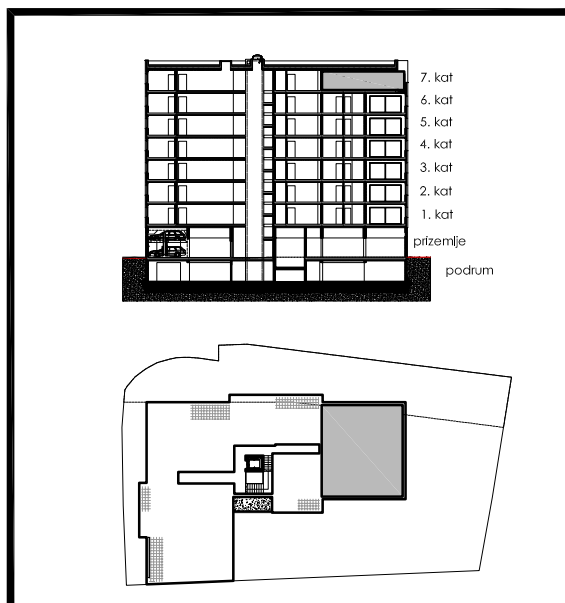 7. kat
6. kat
5. kat
4. kat
3. kat
2. kat
1. kat
prizemlje
podrum